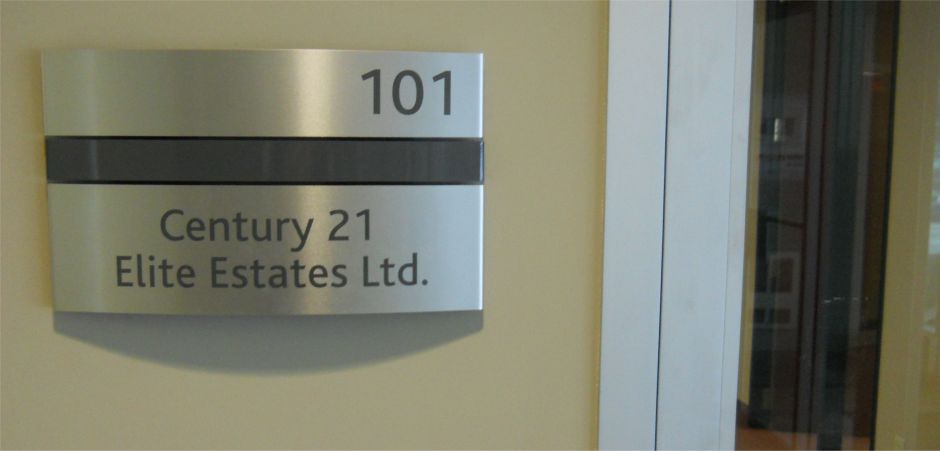 101
Century 21
Elite Estates Ltd.